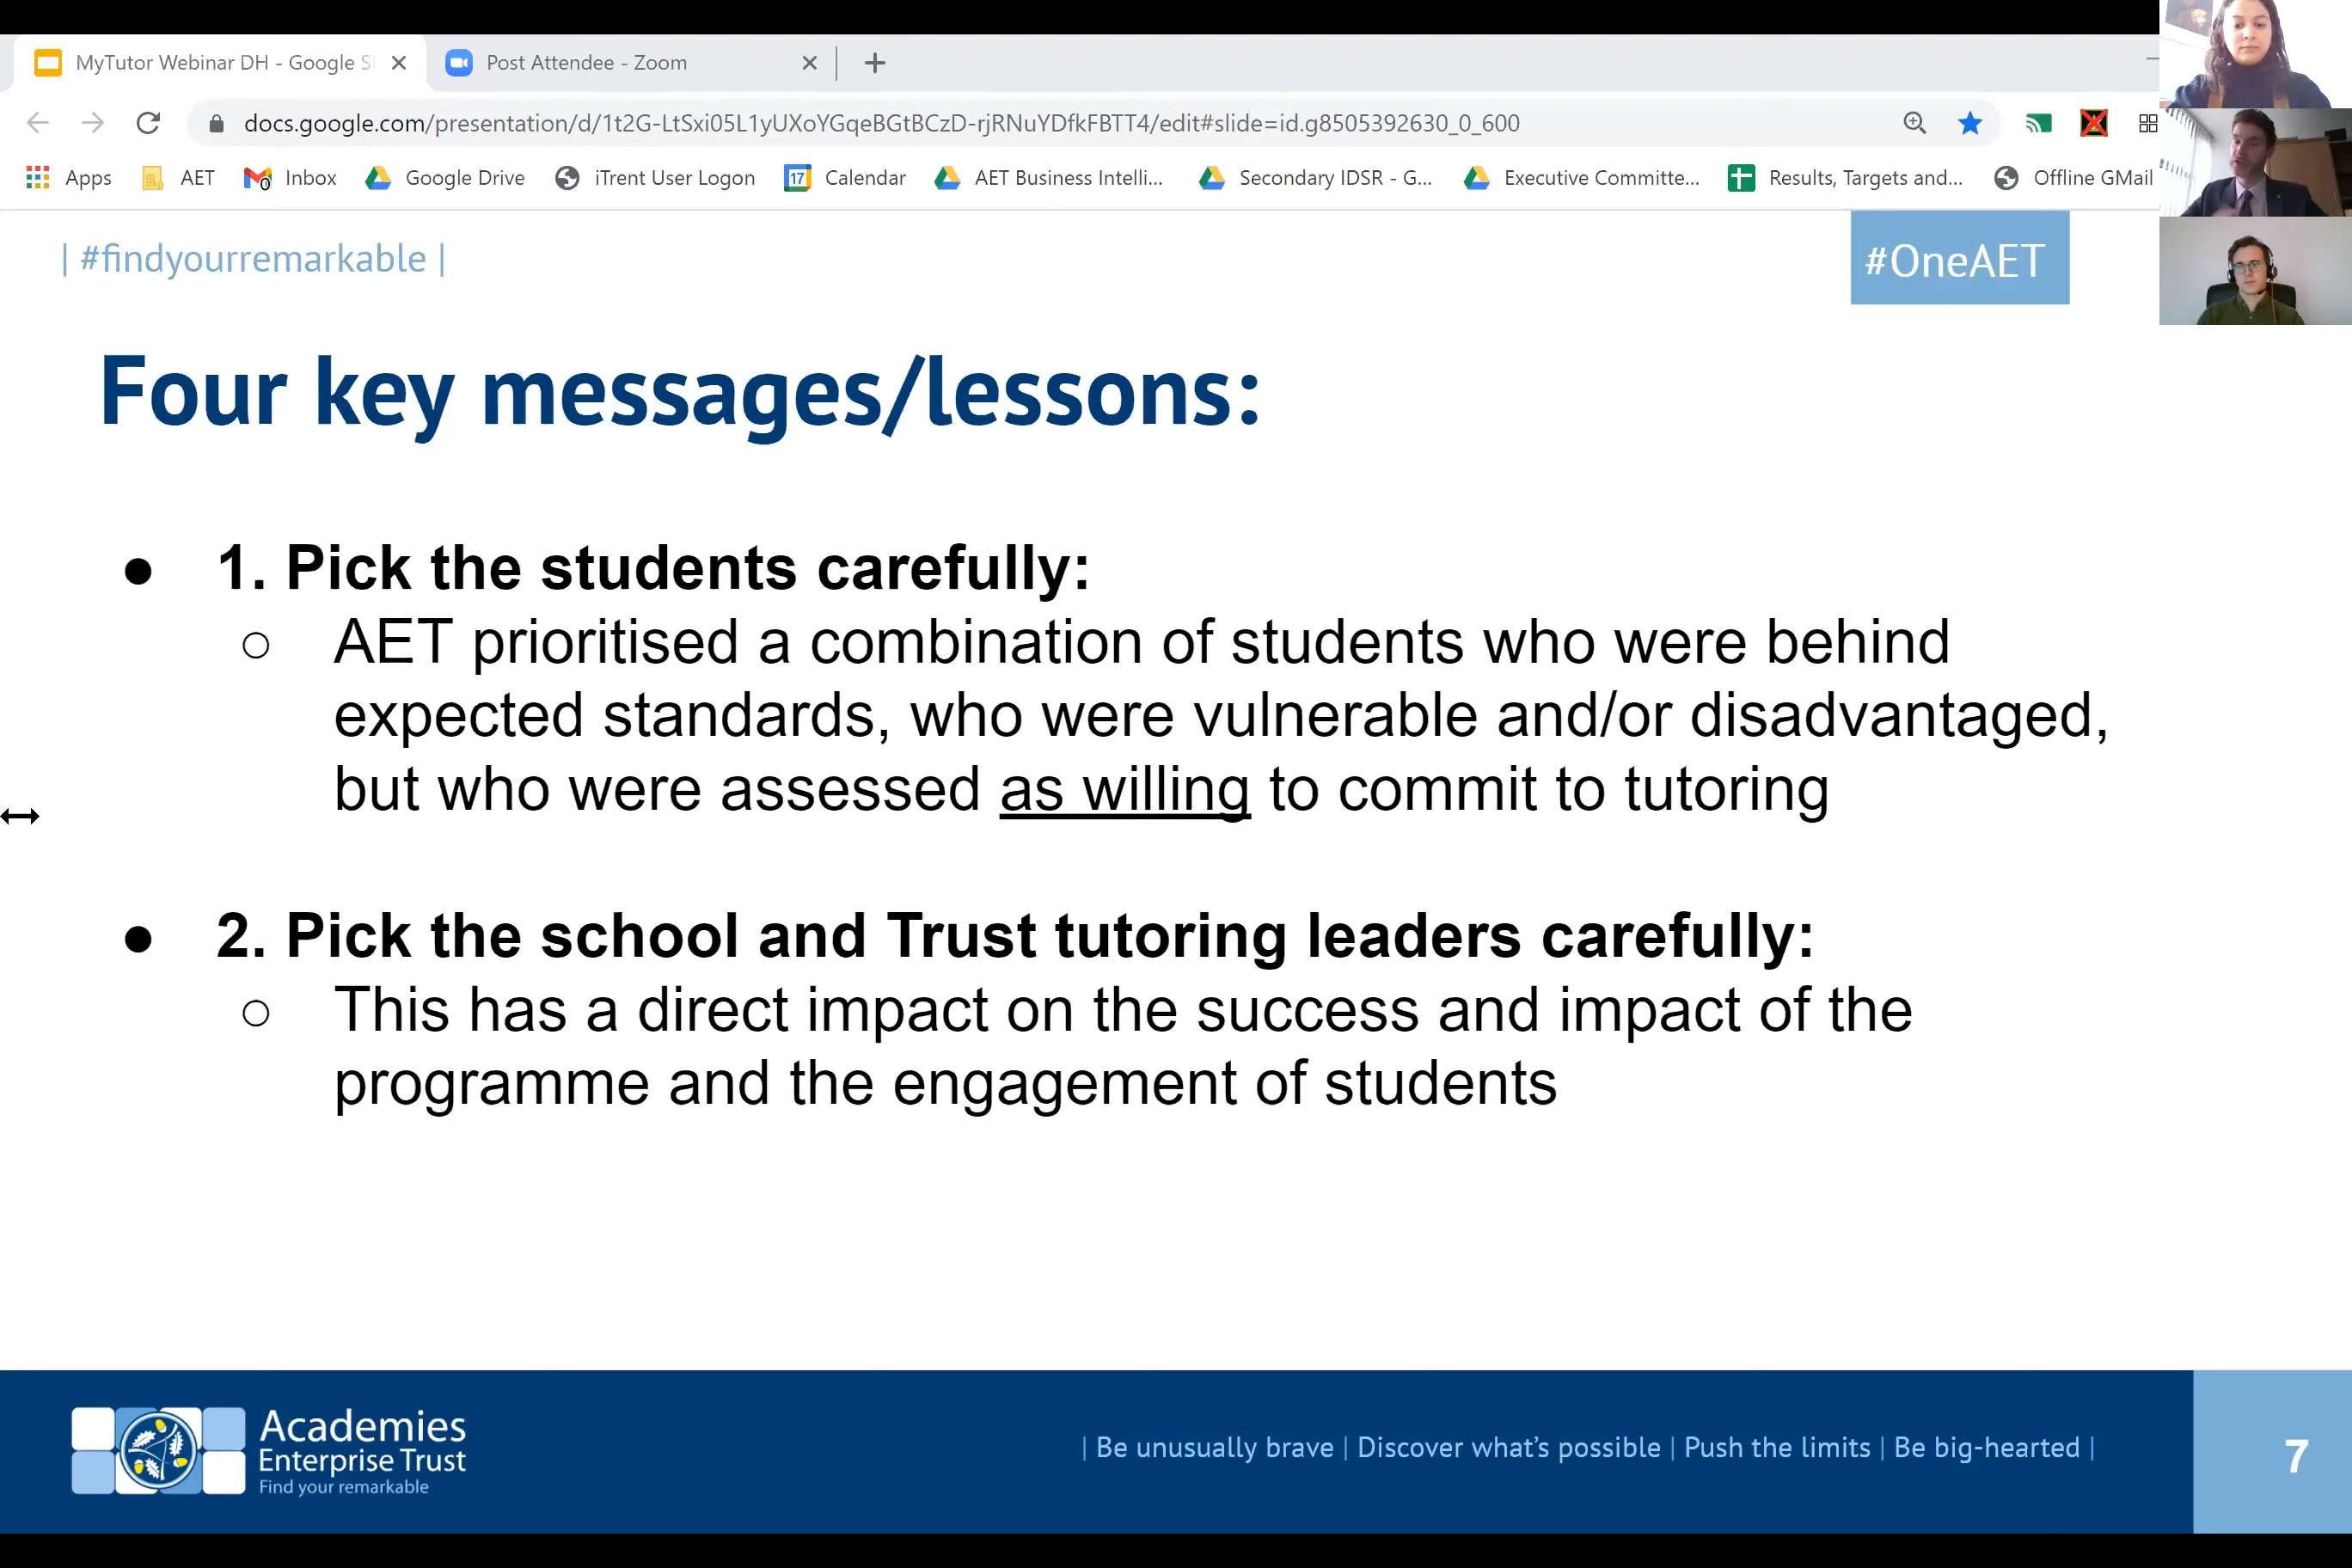 MyTutor Webinar DH - Google S
Post Attendee - Zoom
docs.google.com/presentation/d/1t2G-LtSxi05L1yUXoYGqeBGtBCzD-rjRNuYDfkFBTT4/edit#slide=id.g8505392630_0_600
Apps AET Inbox Google Drive iTrent User Logon 17 Calendar AET Business Intelli... Secondary IDSR - G... Executive Committe... Results, Targets and... Offline GMail
| #findyourremarkable |
#OneAET
Four key messages/lessons:
● 1. Pick the students carefully:
○ AET prioritised a combination of students who were behind
expected standards, who were vulnerable and/or disadvantaged,
but who were assessed as willing to commit to tutoring
● 2. Pick the school and Trust tutoring leaders carefully:
○ This has a direct impact on the success and impact of the
programme and the engagement of students
Academies
Enterprise Trust
Find your remarkable
| Be unusually brave | Discover what's possible | Push the limits | Be big-hearted |
7